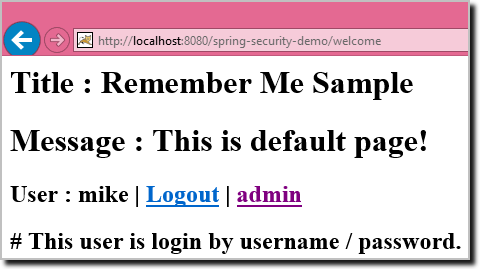 http://localhost:8080/spring-security-demo/welcome
Title : Remember Me Sample
Message : This is default page!
User : mike | Logout | admin
# This user is login by username / password.